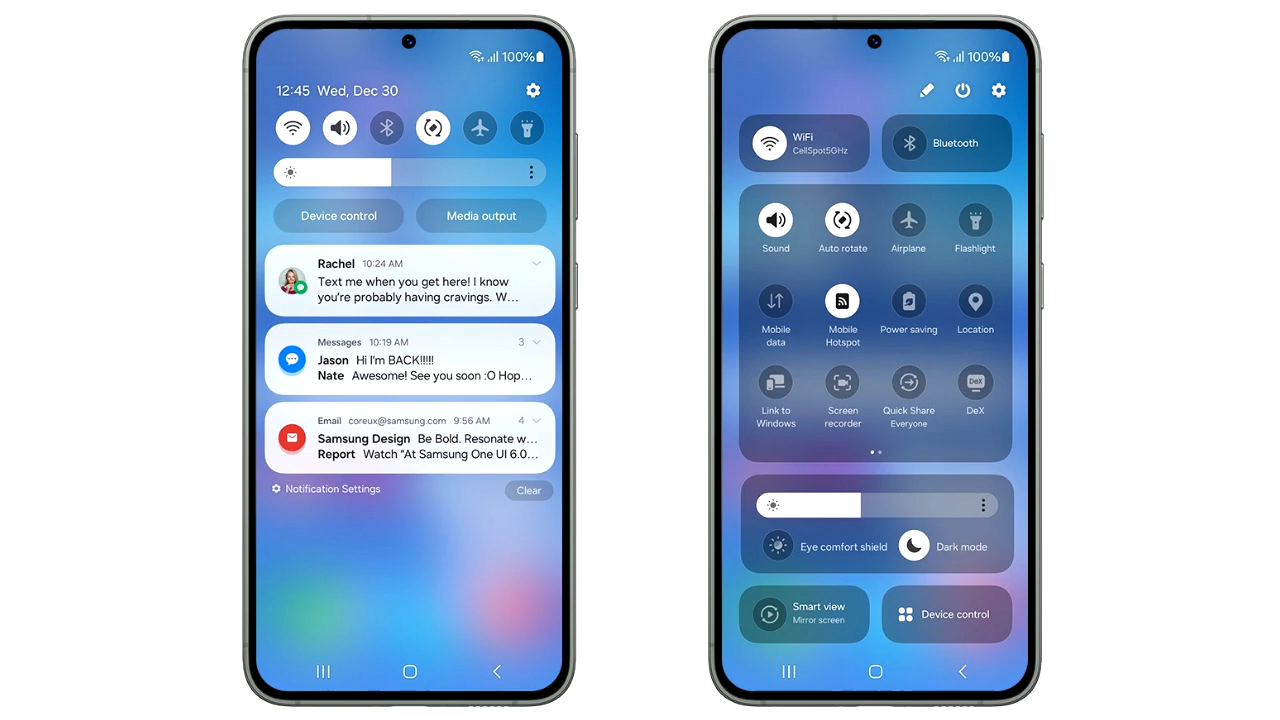 100%
12:45 Wed, Dec 30
Device control
Media output
Rachel 10:24 AM
Text me when you get here! I know
you're probably having cravings. W...
Messages 10:19 AM 3
Jason Hi I'm BACK!!!!!
Nate Awesome! See you soon :O Hop...
Email coreux@samsung.com 9:56 AM 4
Samsung Design Be Bold. Resonate w...
Report Watch "At Samsung One UI 6.0...
Notification Settings
Clear
100%
WiFi
CellSpot5GHz
Bluetooth
Sound
Auto rotate
Airplane
Flashlight
Mobile
data
Mobile
Hotspot
Power saving
Location
Link to
Windows
Screen
recorder
Quick Share
Everyone
DeX
DeX
Eye comfort shield
Dark mode
Smart view
Mirror screen
Device control